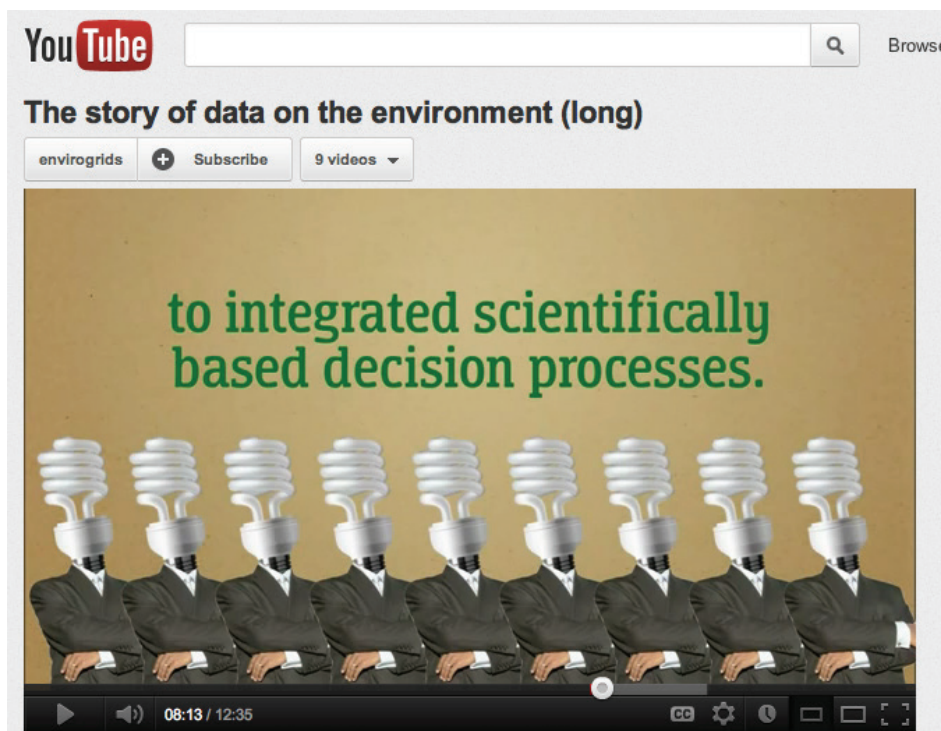 YouTube
Browse
The story of data on the environment (long)
envirogrids
Subscribe
9 videos
to integrated scientifically
based decision processes.
08:13 / 12:35
CC